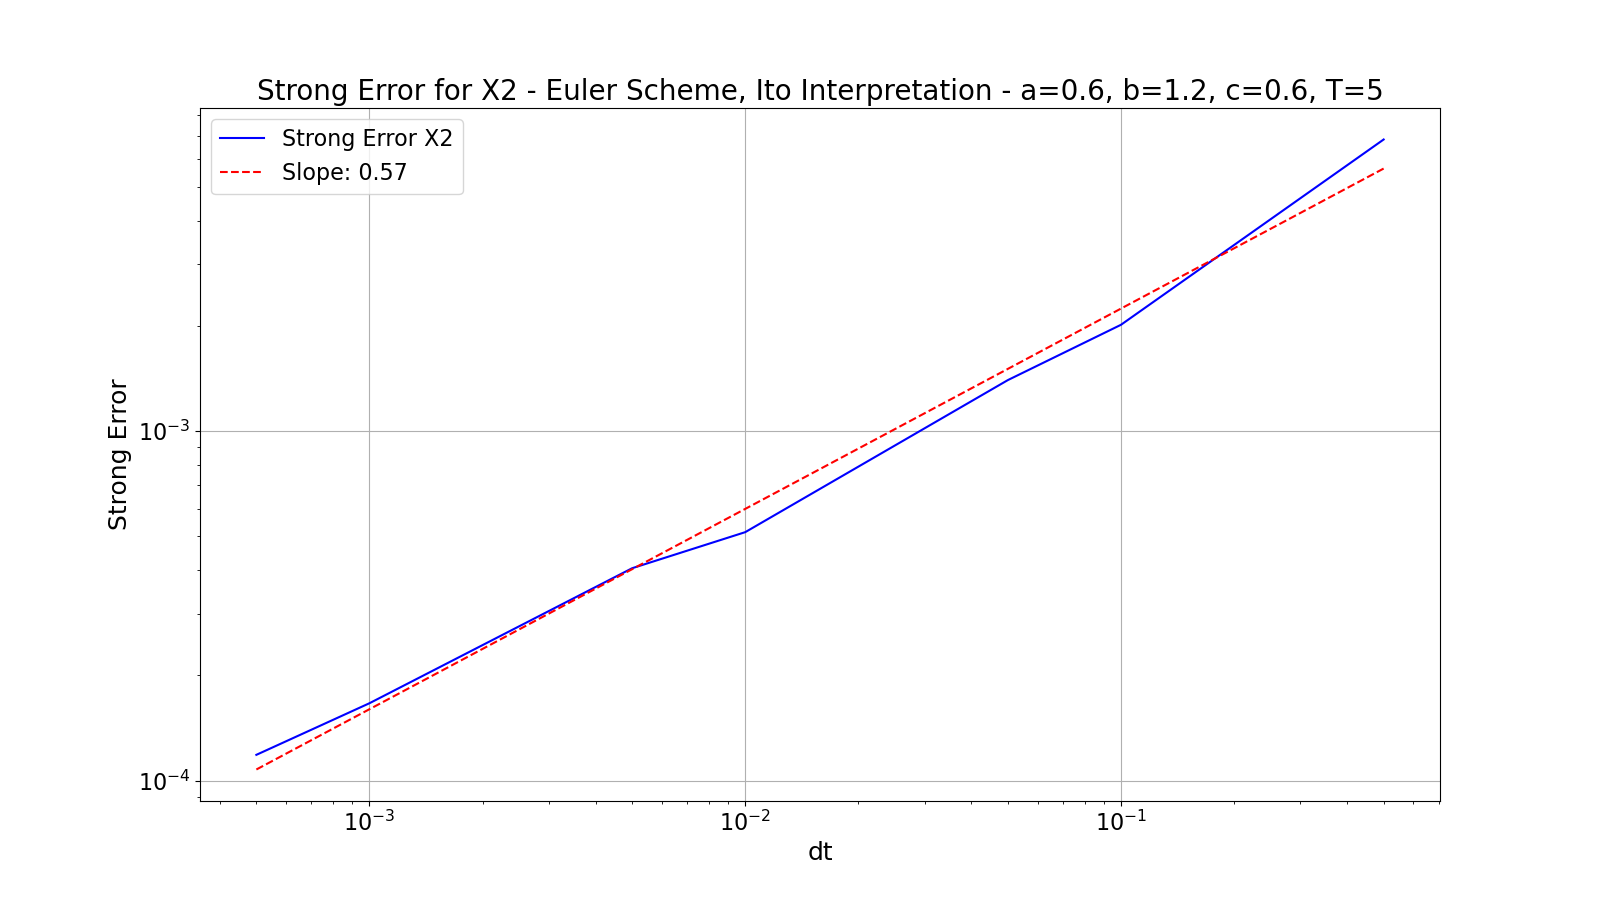 Strong Error for X2 - Euler Scheme, Ito Interpretation - a=0.6, b=1.2, c=0.6, T=5
Strong Error X2
Slope: 0.57
Strong Error
10⁻³
10⁻⁴
10⁻³ 10⁻² 10⁻¹
dt